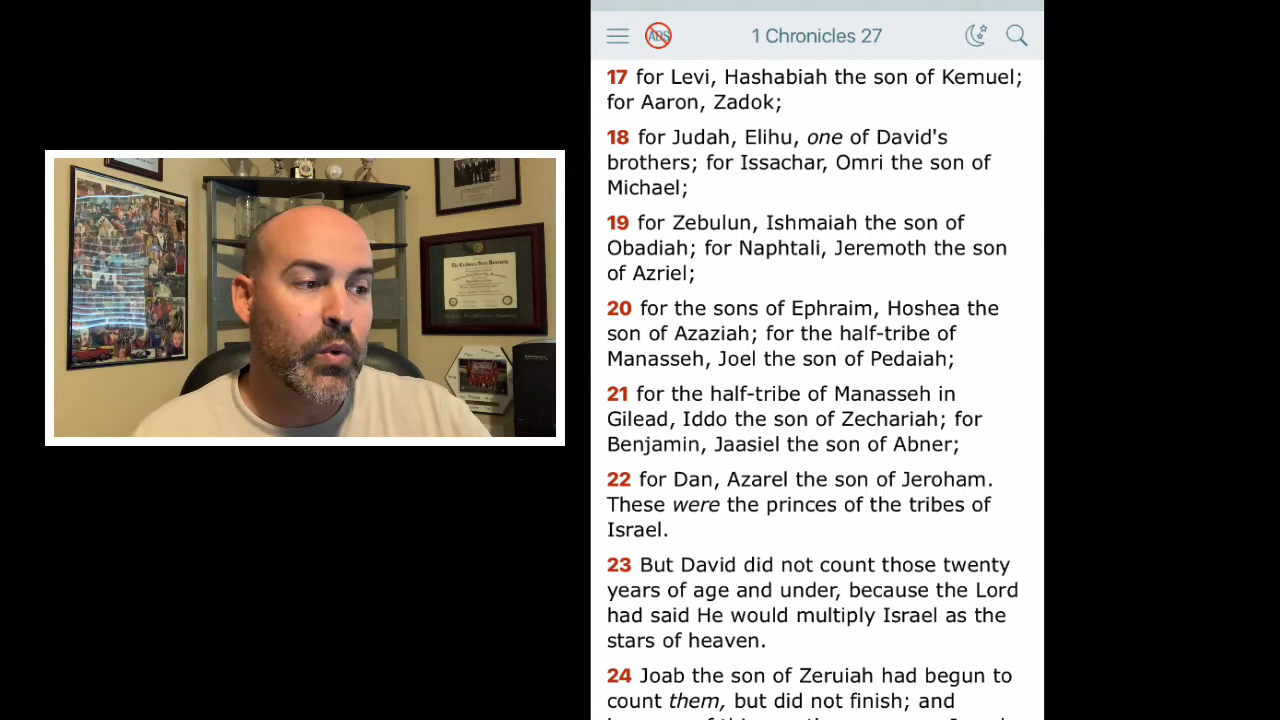 ADS
1 Chronicles 27
17 for Levi, Hashabiah the son of Kemuel;
for Aaron, Zadok;
18 for Judah, Elihu, one of David's
brothers; for Issachar, Omri the son of
Michael;
19 for Zebulun, Ishmaiah the son of
Obadiah; for Naphtali, Jeremoth the son
of Azriel;
20 for the sons of Ephraim, Hoshea the
son of Azaziah; for the half-tribe of
Manasseh, Joel the son of Pedaiah;
21 for the half-tribe of Manasseh in
Gilead, Iddo the son of Zechariah; for
Benjamin, Jaasiel the son of Abner;
22 for Dan, Azarel the son of Jeroham.
These were the princes of the tribes of
Israel.
23 But David did not count those twenty
years of age and under, because the Lord
had said He would multiply Israel as the
stars of heaven.
24 Joab the son of Zeruiah had begun to
count them, but did not finish; and